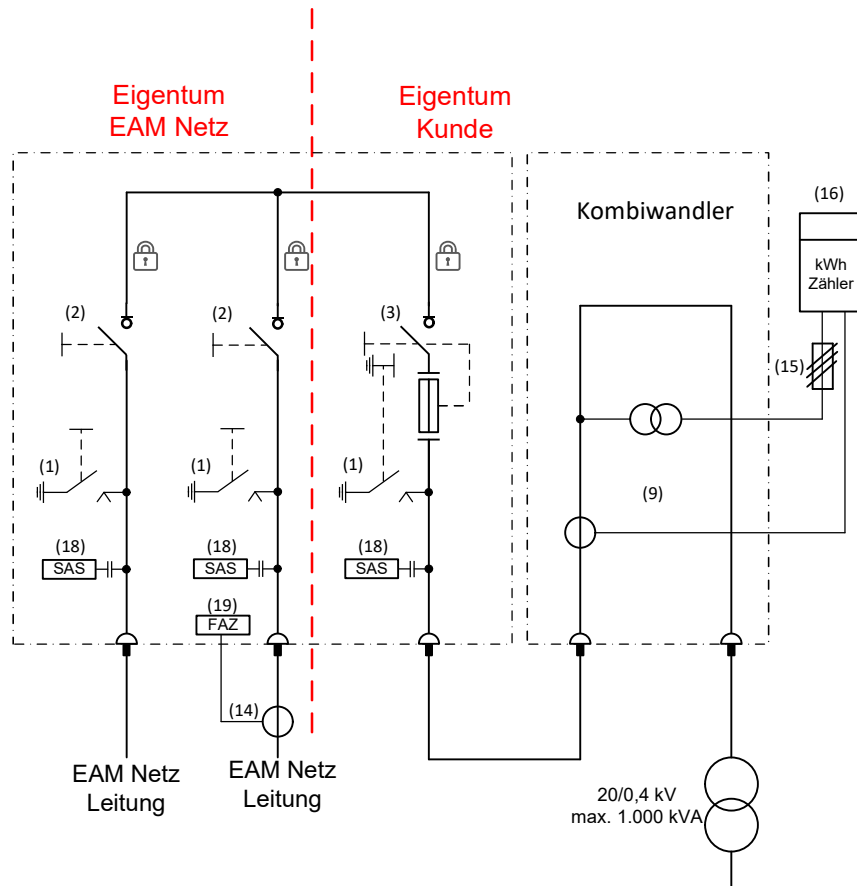 Eigentum
EAM Netz
Eigentum
Kunde
Kombiwandler
(16)
kWh
Zähler
(2)
(2)
(3)
(15)
(1)
(1)
(1)
(9)
(18)
SAS
(18)
SAS
(18)
SAS
(19)
FAZ
(14)
EAM Netz
Leitung
EAM Netz
Leitung
20/0,4 kV
max. 1.000 kVA